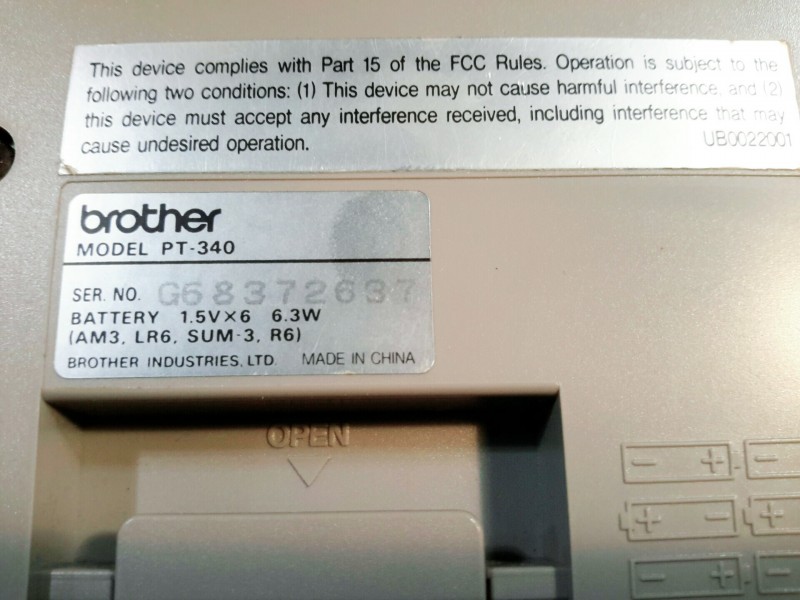 This device complies with Part 15 of the FCC Rules. Operation is subject to the
following two conditions: (1) This device may not cause harmful interference, and (2)
this device must accept any interference received, including interference that may
cause undesired operation.
UB0022001
brother
MODEL PT-340
SER. NO. G68372637
BATTERY 1.5V×6 6.3W
(AM3, LR6, SUM-3, R6)
BROTHER INDUSTRIES, LTD. MADE IN CHINA
OPEN